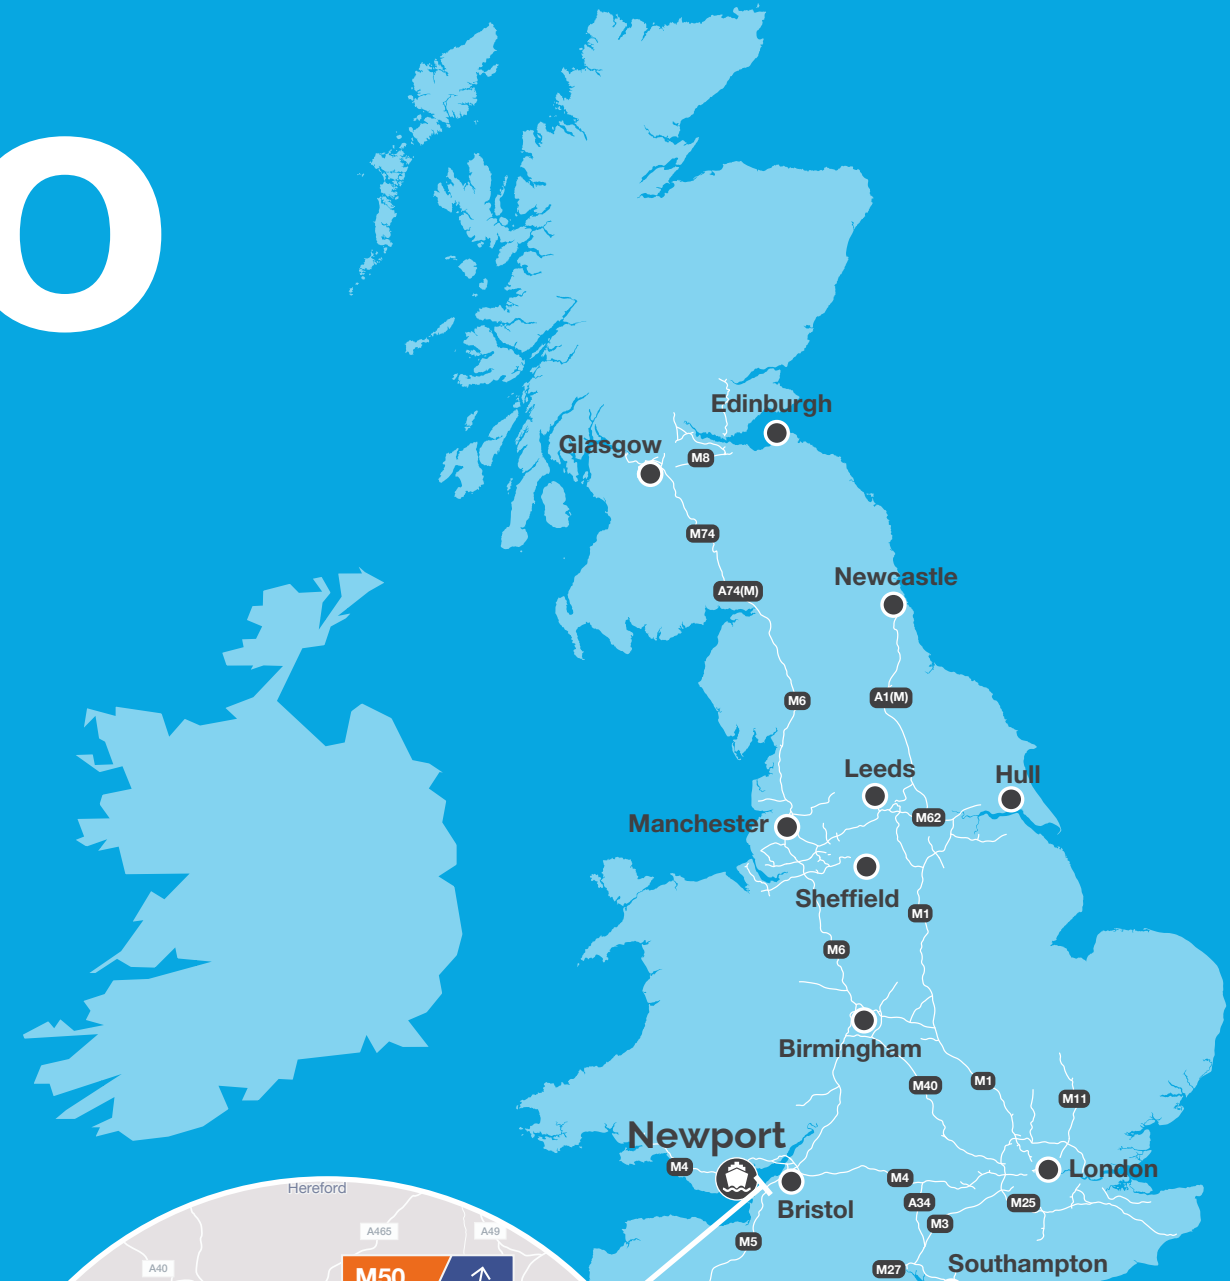 O
Edinburgh
Glasgow
M8
M74
Newcastle
A74(M)
M6
A1(M)
Leeds
Hull
M62
Manchester
Sheffield
M1
M6
Birmingham
M40
M1
M11
Newport
M4
London
M4
Bristol
A34
M25
M3
M5
Southampton
M27
Hereford
A465
A49
A40
M50